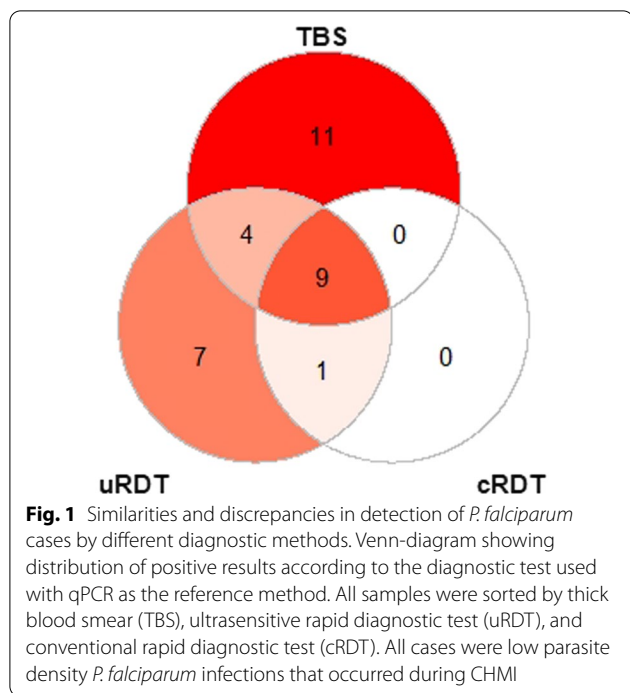 TBS
11
4
0
9
7
1
0
uRDT
cRDT
Fig. 1 Similarities and discrepancies in detection of P. falciparum
cases by different diagnostic methods. Venn-diagram showing
distribution of positive results according to the diagnostic test used
with qPCR as the reference method. All samples were sorted by thick
blood smear (TBS), ultrasensitive rapid diagnostic test (uRDT), and
conventional rapid diagnostic test (cRDT). All cases were low parasite
density P. falciparum infections that occurred during CHMI